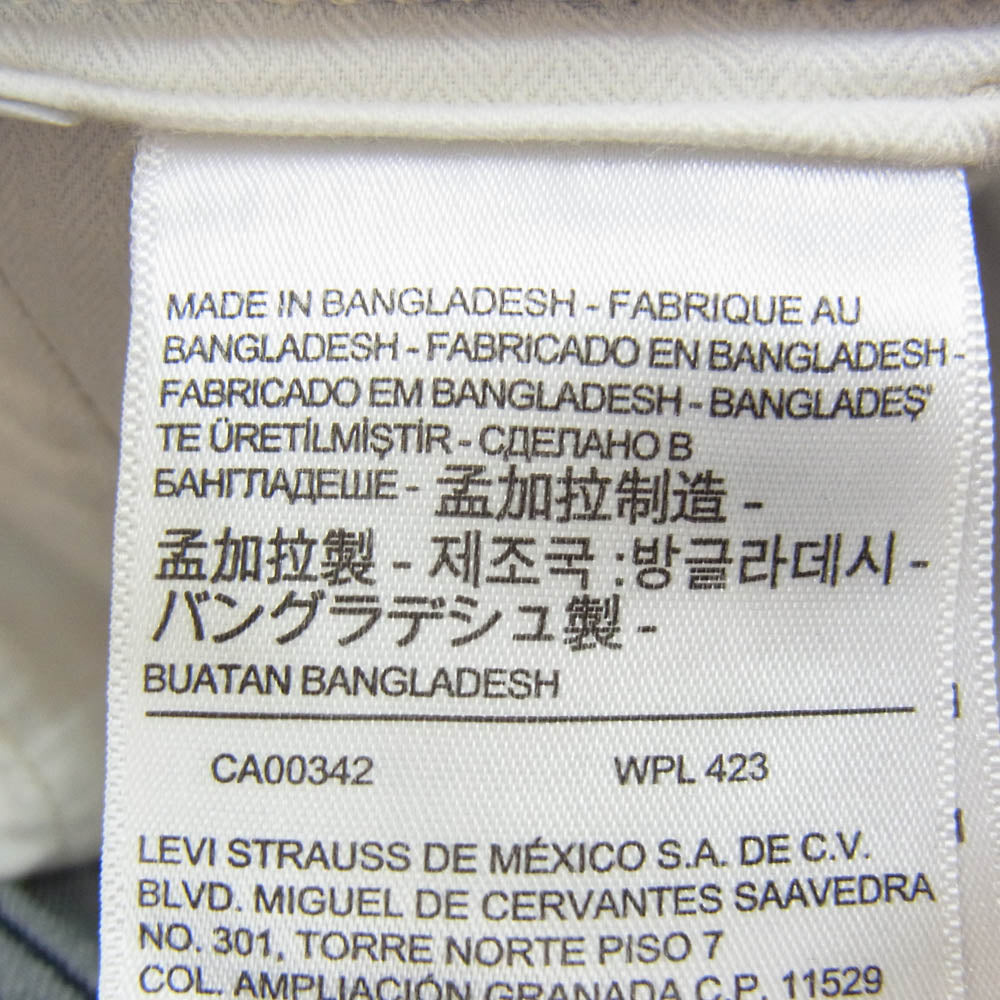 MADE IN BANGLADESH - FABRIQUE AU
BANGLADESH - FABRICADO EN BANGLADESH -
FABRICADO EM BANGLADESH - BANGLADEŞ'
TE ÜRETİLMİŞTİR - СДЕЛАНО В
БАНГЛАДЕШЕ - 孟加拉制造 -
孟加拉製 - 제조국 :방글라데시 -
バングラデシュ製 -
BUATAN BANGLADESH
CA00342 WPL 423
LEVI STRAUSS DE MÉXICO S.A. DE C.V.
BLVD. MIGUEL DE CERVANTES SAAVEDRA
NO. 301, TORRE NORTE PISO 7
COL. AMPLIACIÓN GRANADA C.P. 11529